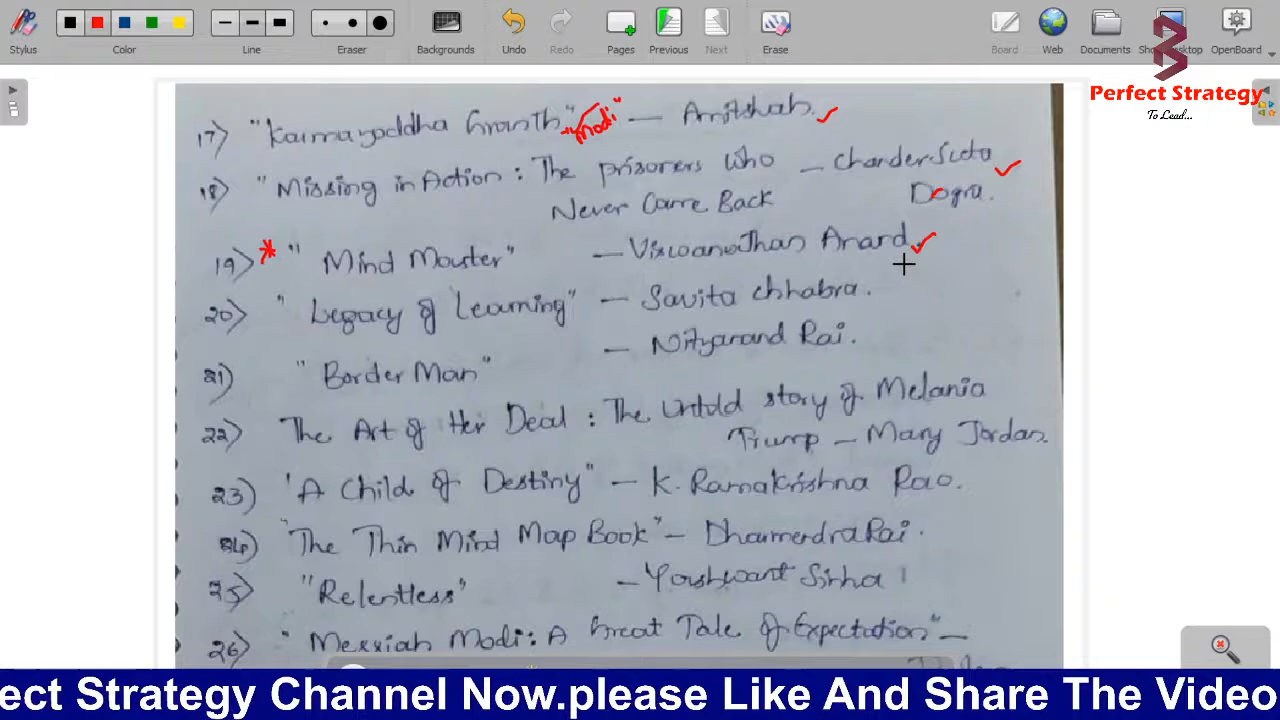 Stylus
Color
Line
Eraser
Backgrounds
Undo
Redo
Pages
Previous
Next
Erase
Board
Web
Documents
Show Desktop
OpenBoard
Perfect Strategy
To Lead...
17) "Karmayoddha Granth" "Modi" — Amitshah.
18) "Missing in Action: The prisoners who — Chander Suta
Never Came Back Dogra.
19) * "Mind Master" — Viswanathan Anand.
20) "Legacy of Learning" — Savita Chhabra.
21) "Border Man" — Nityanand Rai.
22) The Art of Her Deal: The Untold story of Melania
Trump — Mary Jordan.
23) 'A Child of Destiny" — K. Ramakrishna Rao.
24) "The Thin Mind Map Book" — Dharmendra Rai.
25) "Relentless" — Yashwant Sinha
26) "Messiah Modi: A Great Tale of Expectation" —
ect Strategy Channel Now.please Like And Share The Video